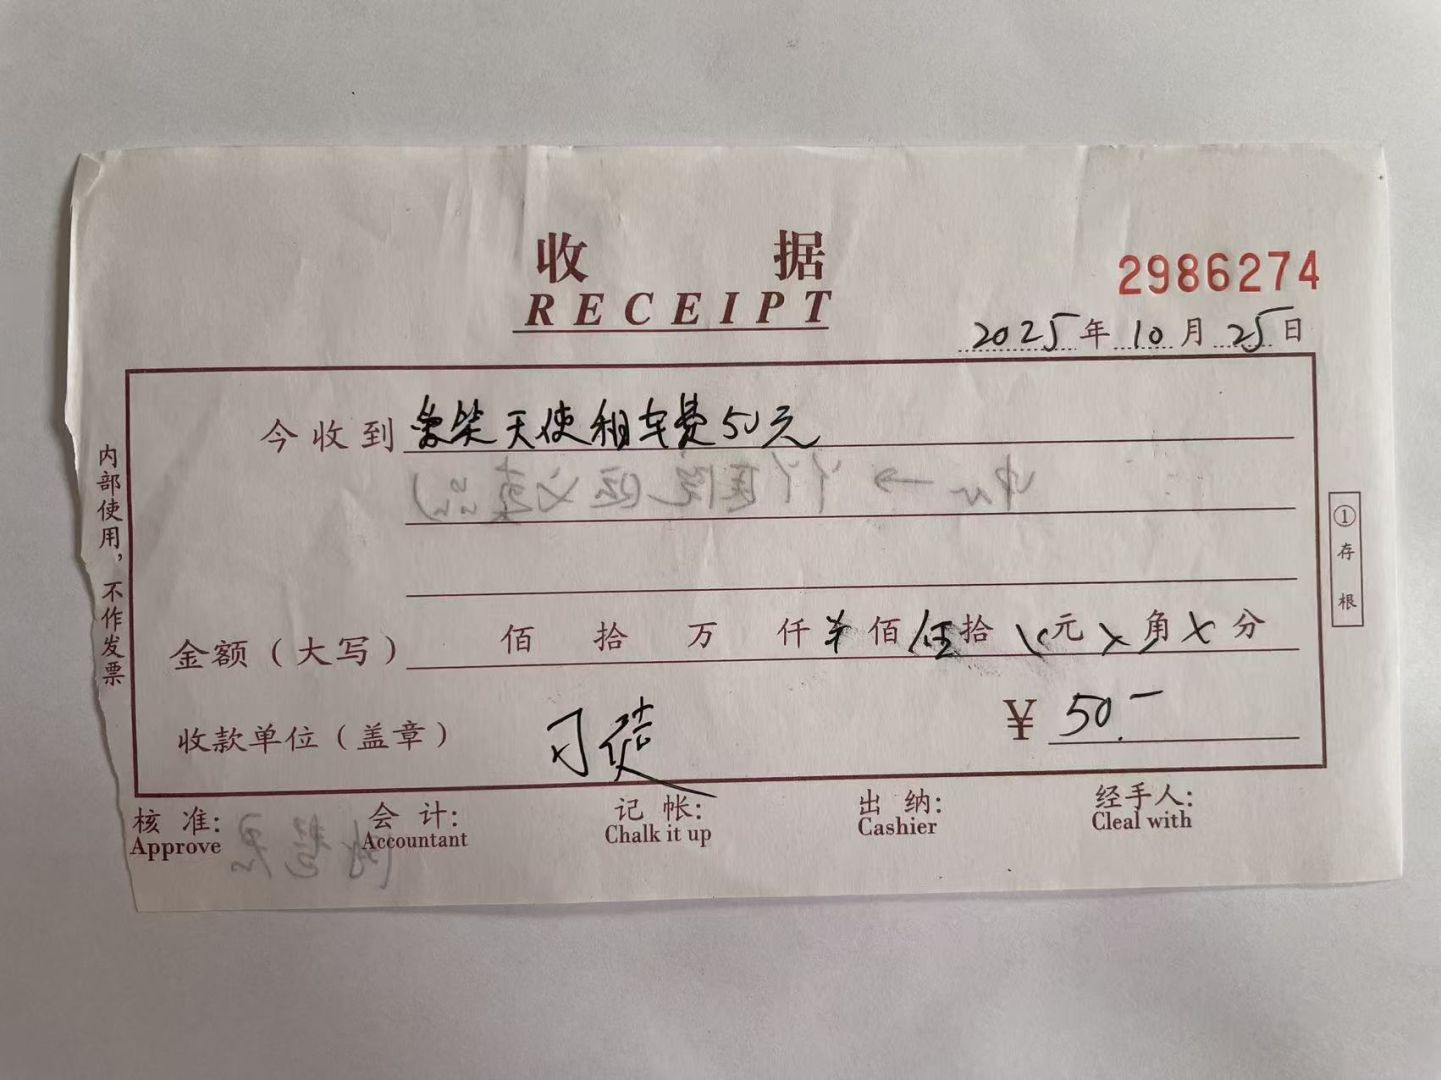 收 据
RECEIPT
2986274
2025年10月25日
今收到 天使租车费50元
金额（大写） 佰 拾 万 仟 佰 伍 拾 元 角 分
收款单位（盖章）
¥ 50.-
核 准: 会 计: 记 帐: 出 纳: 经手人:
Approve Accountant Chalk it up Cashier Cleal with
内部使用，不作发票
①存根